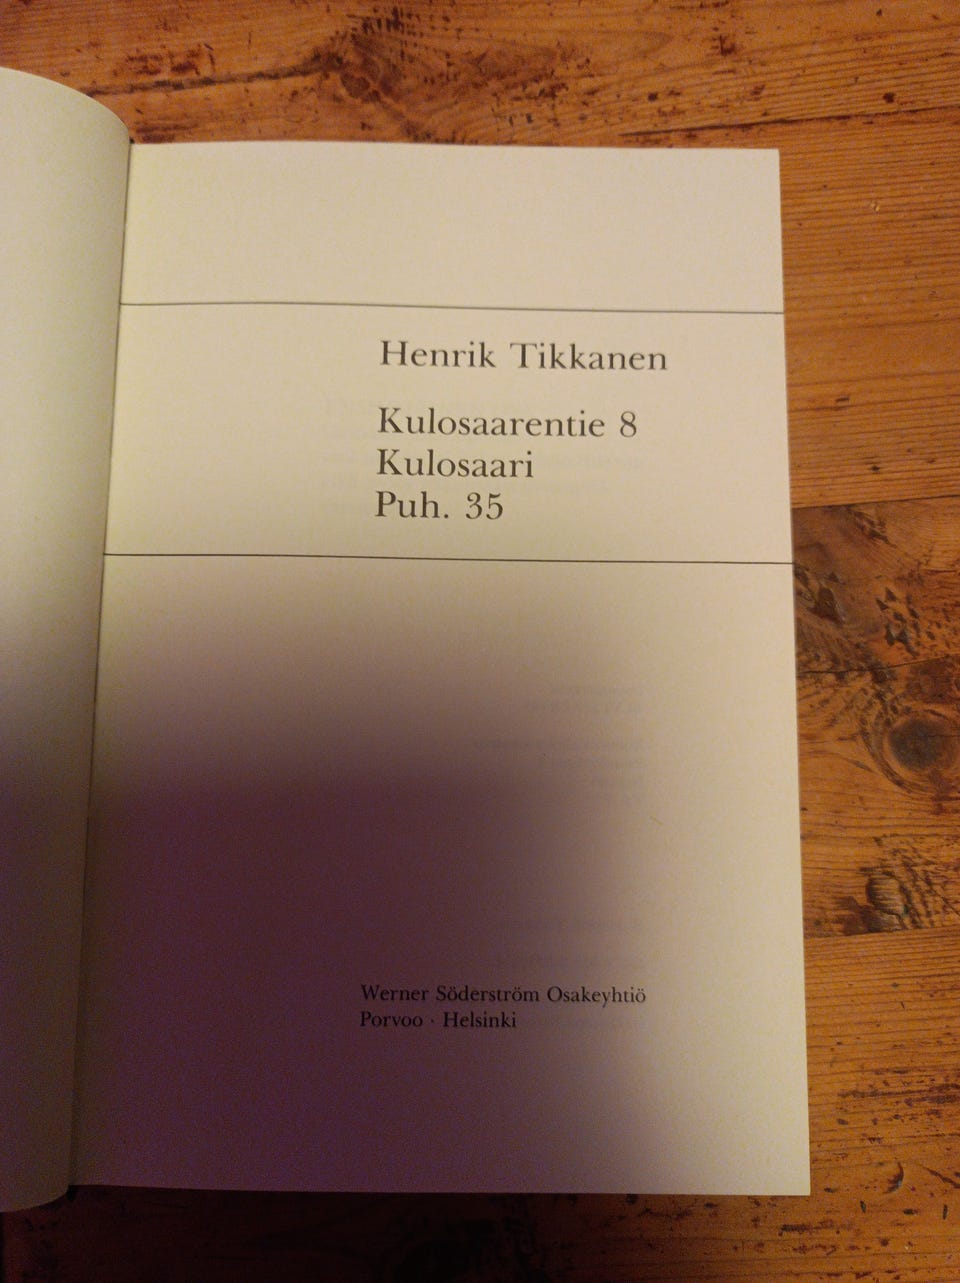 Henrik Tikkanen
Kulosaarentie 8
Kulosaari
Puh. 35
Werner Söderström Osakeyhtiö
Porvoo · Helsinki